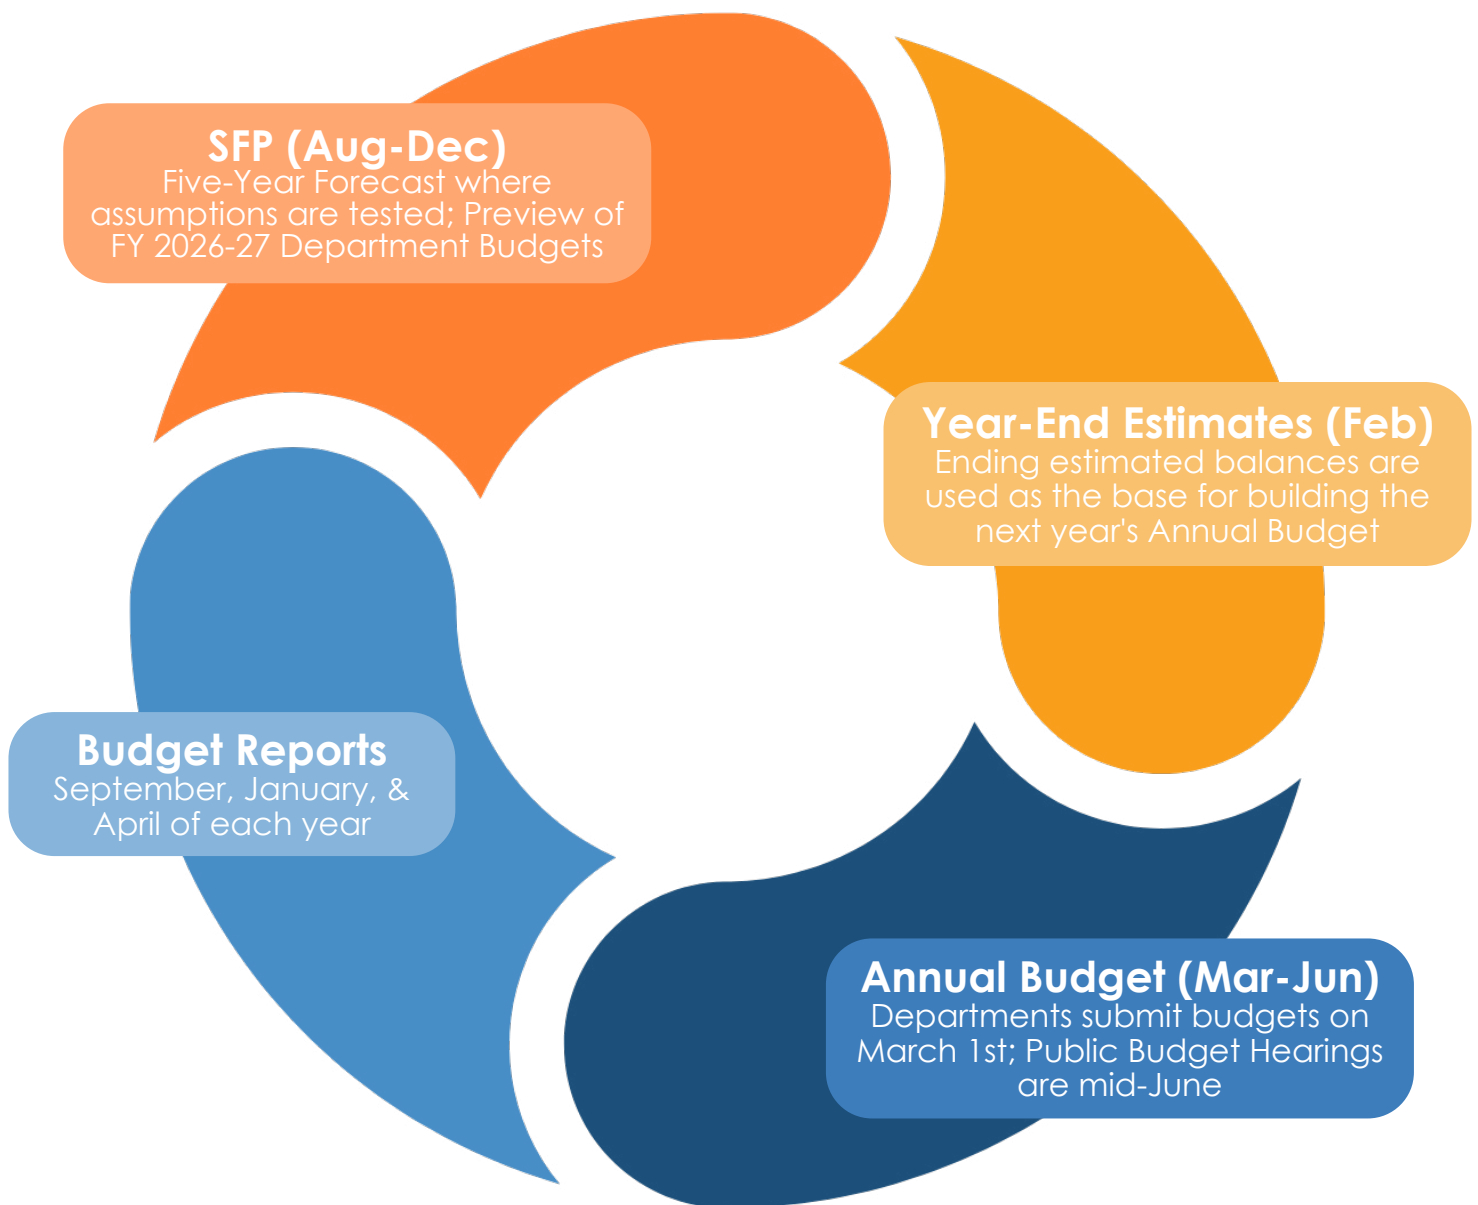 SFP (Aug-Dec)
Five-Year Forecast where
assumptions are tested; Preview of
FY 2026-27 Department Budgets
Year-End Estimates (Feb)
Ending estimated balances are
used as the base for building the
next year's Annual Budget
Annual Budget (Mar-Jun)
Departments submit budgets on
March 1st; Public Budget Hearings
are mid-June
Budget Reports
September, January, &
April of each year